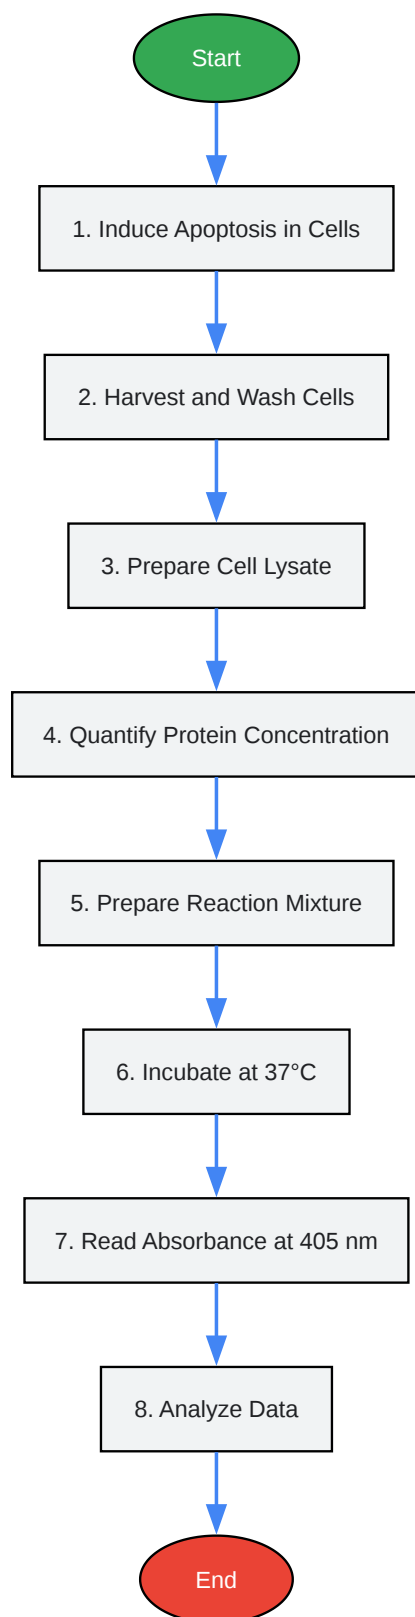 Start
1. Induce Apoptosis in Cells
2. Harvest and Wash Cells
3. Prepare Cell Lysate
4. Quantify Protein Concentration
5. Prepare Reaction Mixture
6. Incubate at 37°C
7. Read Absorbance at 405 nm
8. Analyze Data
End